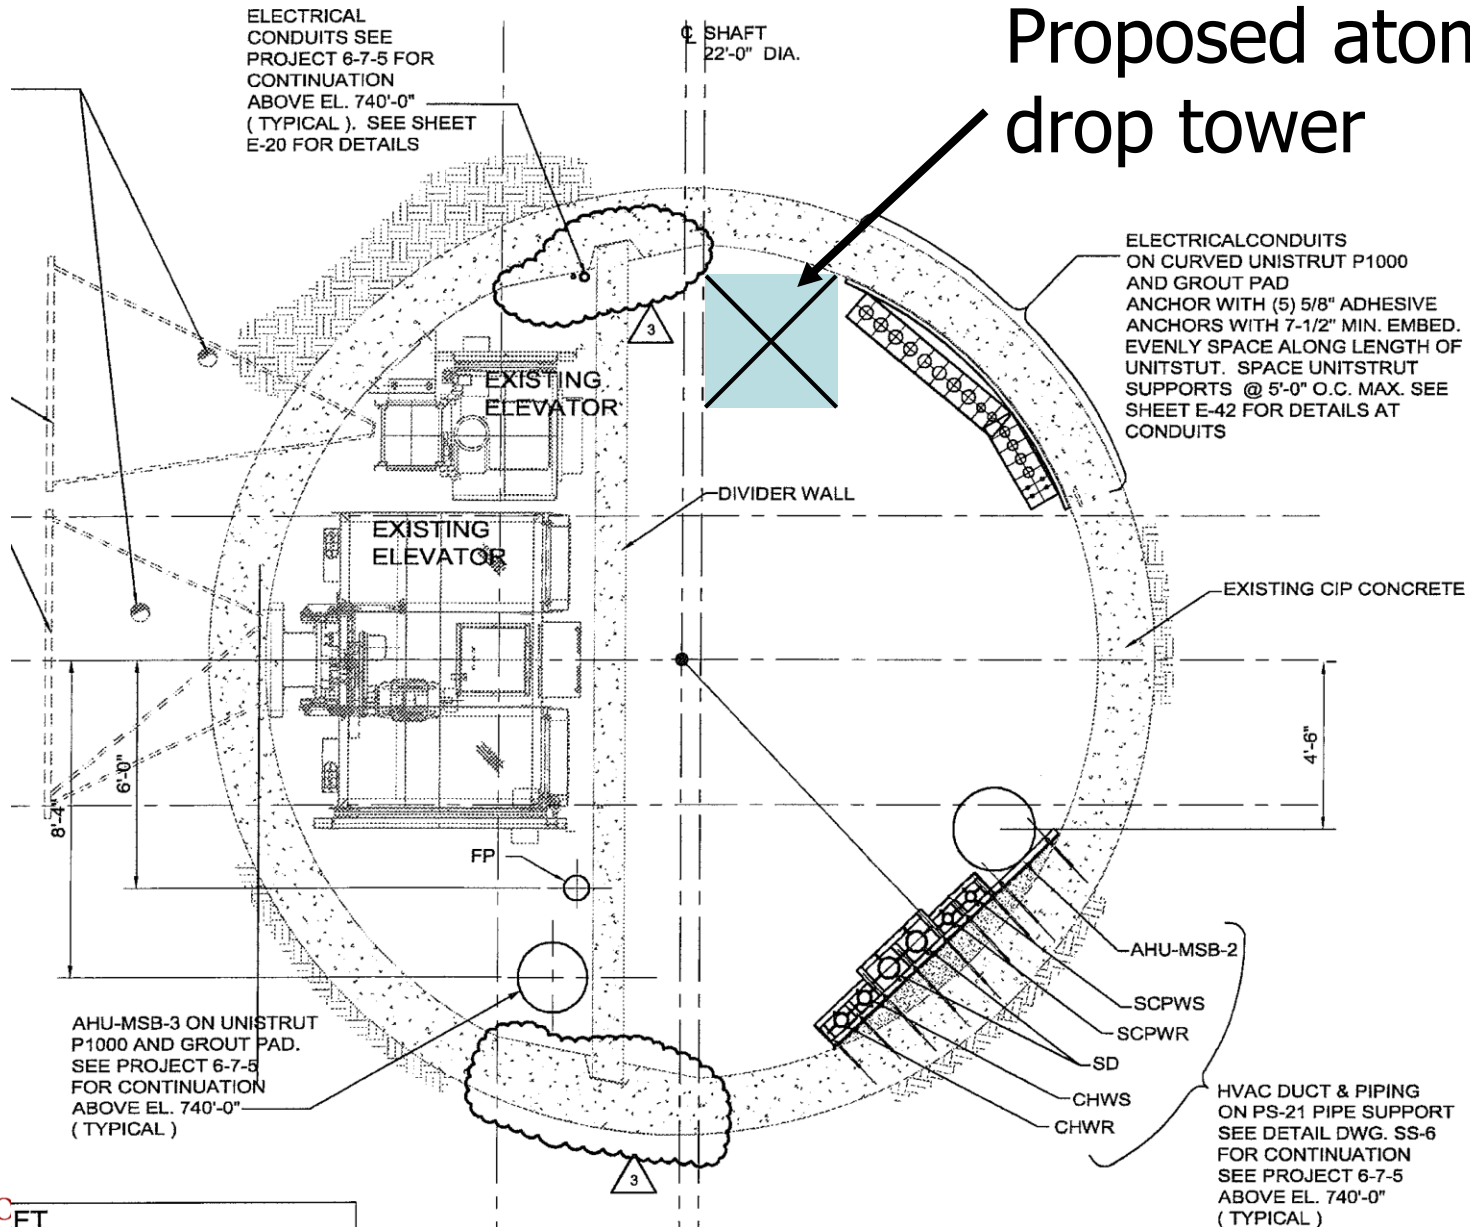 Proposed atom
drop tower
ELECTRICAL
CONDUITS SEE
PROJECT 6-7-5 FOR
CONTINUATION
ABOVE EL. 740'-0"
( TYPICAL ). SEE SHEET
E-20 FOR DETAILS
℄ SHAFT
22'-0" DIA.
ELECTRICALCONDUITS
ON CURVED UNISTRUT P1000
AND GROUT PAD
ANCHOR WITH (5) 5/8" ADHESIVE
ANCHORS WITH 7-1/2" MIN. EMBED.
EVENLY SPACE ALONG LENGTH OF
UNITSTUT. SPACE UNITSTRUT
SUPPORTS @ 5'-0" O.C. MAX. SEE
SHEET E-42 FOR DETAILS AT
CONDUITS
3
EXISTING
ELEVATOR
DIVIDER WALL
EXISTING
ELEVATOR
EXISTING CIP CONCRETE
4'-6"
6'-0"
8'-4"
FP
AHU-MSB-2
SCPWS
SCPWR
SD
CHWS
CHWR
AHU-MSB-3 ON UNISTRUT
P1000 AND GROUT PAD.
SEE PROJECT 6-7-5
FOR CONTINUATION
ABOVE EL. 740'-0"
( TYPICAL )
HVAC DUCT & PIPING
ON PS-21 PIPE SUPPORT
SEE DETAIL DWG. SS-6
FOR CONTINUATION
SEE PROJECT 6-7-5
ABOVE EL. 740'-0"
( TYPICAL )
3